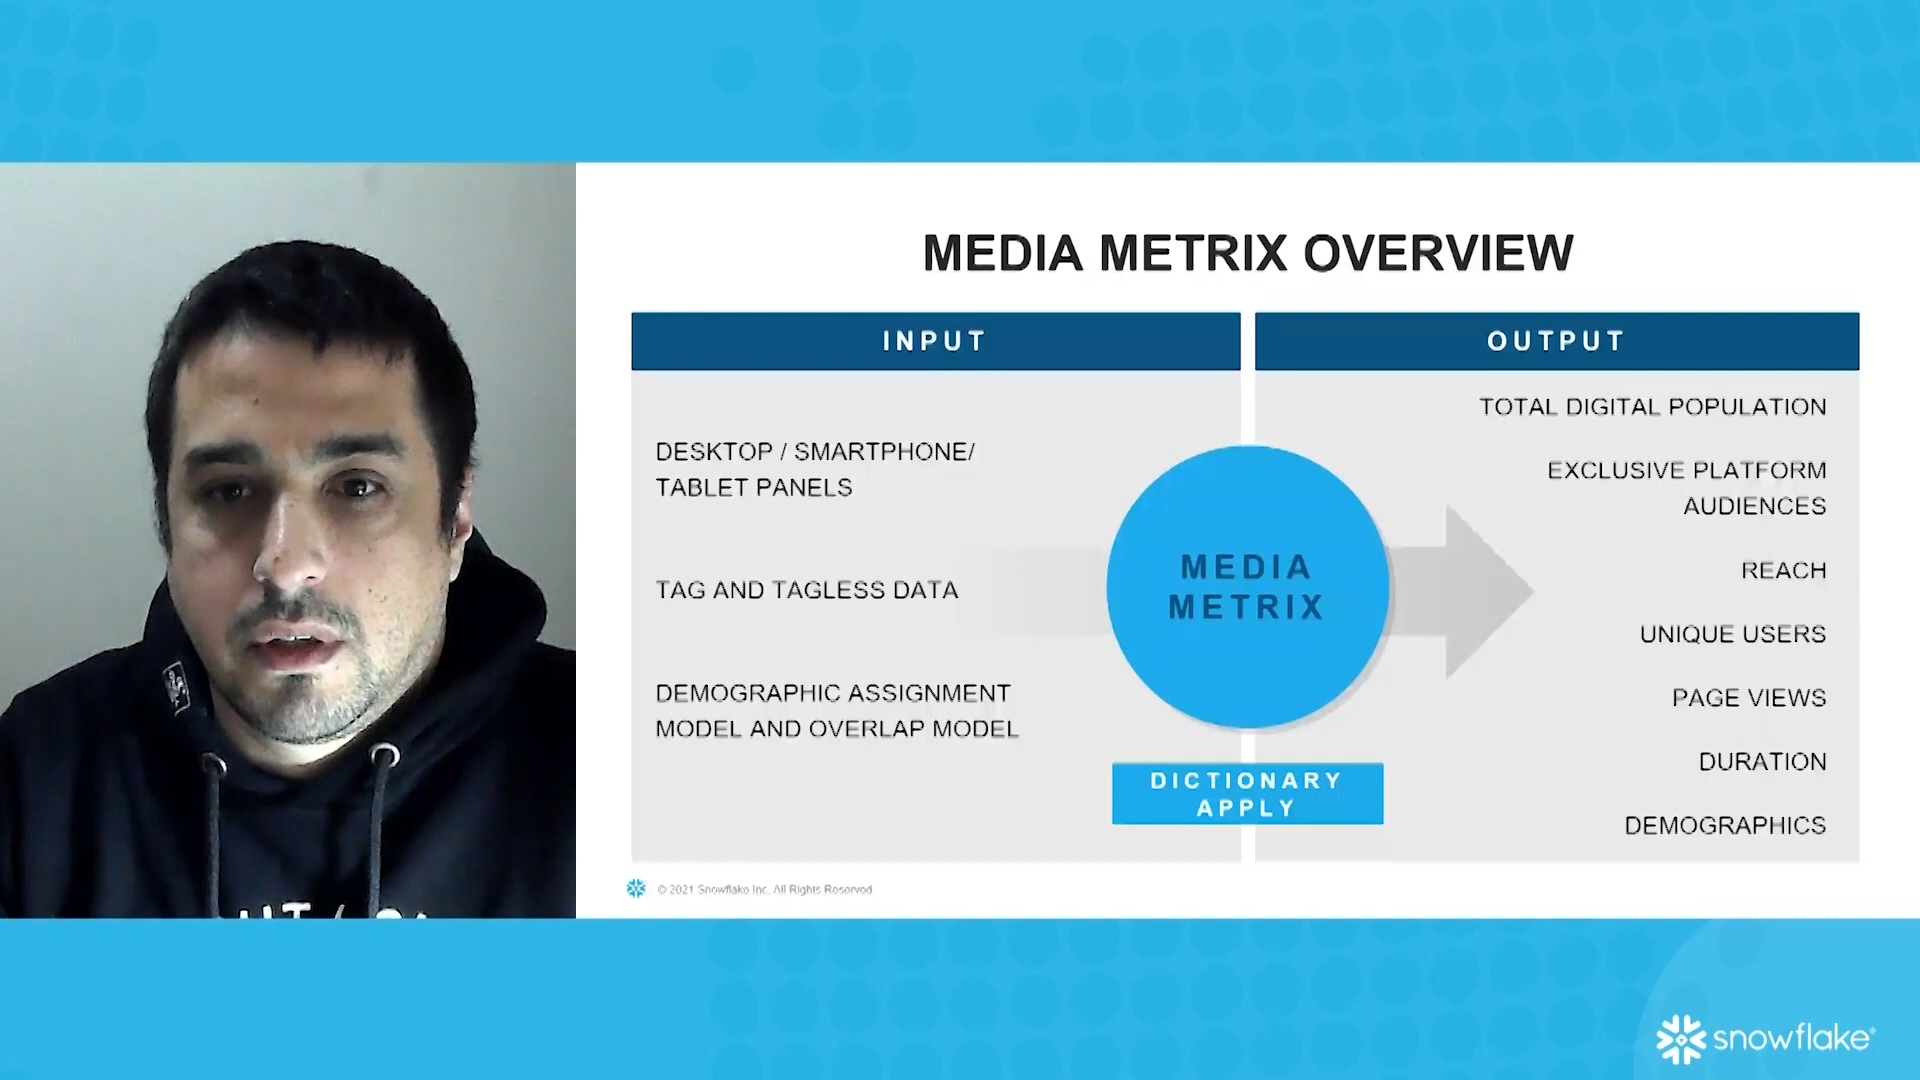 MEDIA METRIX OVERVIEW
INPUT
DESKTOP / SMARTPHONE/
TABLET PANELS
TAG AND TAGLESS DATA
DEMOGRAPHIC ASSIGNMENT
MODEL AND OVERLAP MODEL
MEDIA
METRIX
DICTIONARY
APPLY
OUTPUT
TOTAL DIGITAL POPULATION
EXCLUSIVE PLATFORM
AUDIENCES
REACH
UNIQUE USERS
PAGE VIEWS
DURATION
DEMOGRAPHICS
© 2021 Snowflake Inc. All Rights Reserved
snowflake®